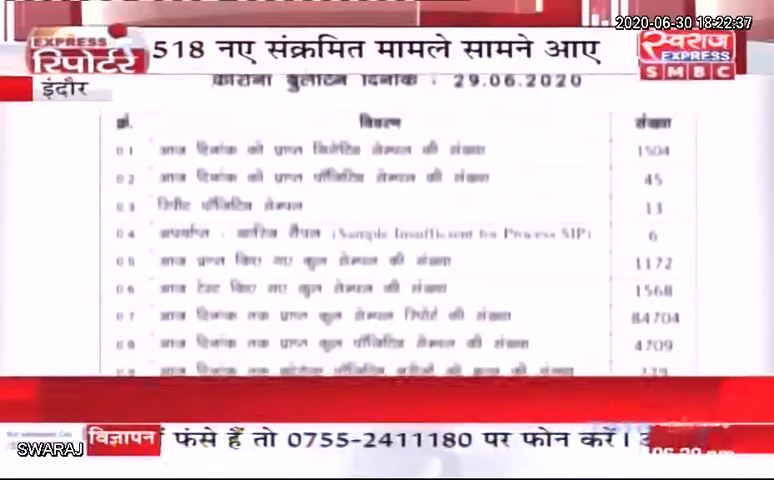 2020-06-30 18:22:37
EXPRESS
रिपोर्टर
518 नए संक्रमित मामले सामने आए
स्वराज
EXPRESS
SMBC
इंदौर
कोरोना बुलेटिन दिनांक : 29.06.2020
क्रं. विवरण संख्या
01 आज दिनांक को प्राप्त निगेटिव सेम्पल की संख्या 1504
02 आज दिनांक को प्राप्त पॉजिटिव सेम्पल की संख्या 45
03 रिपीट पॉजिटिव सेम्पल 13
04 अपर्याप्त - खारिज सैंपल (Sample Insufficient for Process SIP) 6
05 आज प्राप्त किए गए कुल सेम्पल की संख्या 1172
06 आज टेस्ट किए गए कुल सेम्पल की संख्या 1568
07 आज दिनांक तक प्राप्त कुल सेम्पल रिपोर्ट की संख्या 84704
08 आज दिनांक तक प्राप्त कुल पॉजिटिव सेम्पल की संख्या 4709
आज दिनांक तक पॉजिटिव की संख्या
विज्ञापन फंसे हैं तो 0755-2411180 पर फोन करें।
SWARAJ